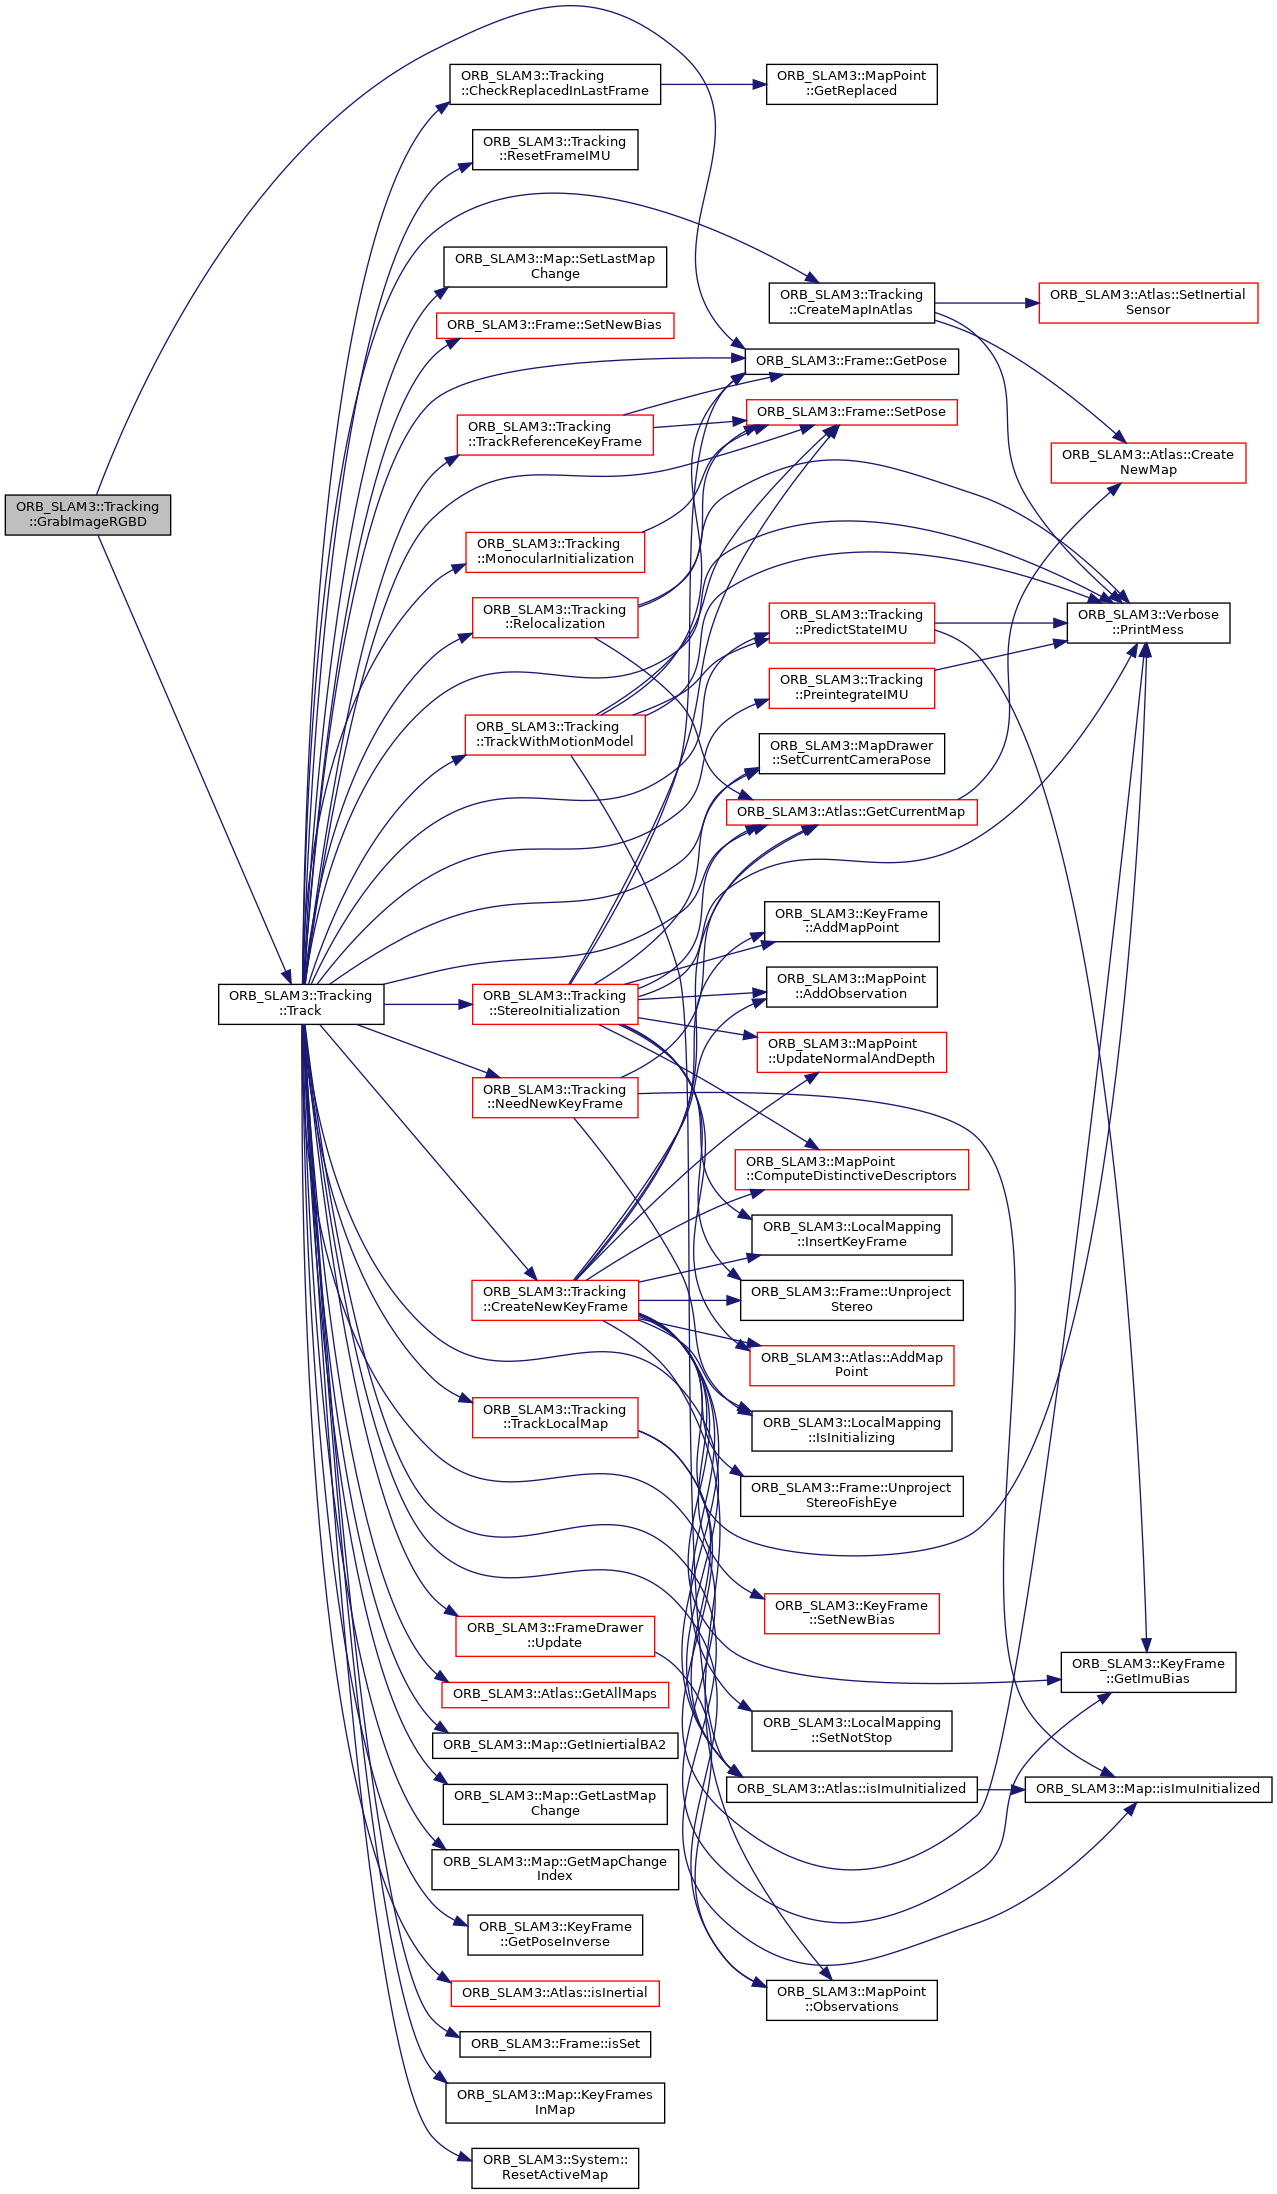 ORB_SLAM3::Tracking
::GrabImageRGBD
ORB_SLAM3::Tracking
::Track
ORB_SLAM3::Tracking
::CheckReplacedInLastFrame
ORB_SLAM3::Tracking
::ResetFrameIMU
ORB_SLAM3::Map::SetLastMap
Change
ORB_SLAM3::Frame::SetNewBias
ORB_SLAM3::Tracking
::TrackReferenceKeyFrame
ORB_SLAM3::Tracking
::MonocularInitialization
ORB_SLAM3::Tracking
::Relocalization
ORB_SLAM3::Tracking
::TrackWithMotionModel
ORB_SLAM3::Tracking
::StereoInitialization
ORB_SLAM3::Tracking
::NeedNewKeyFrame
ORB_SLAM3::Tracking
::CreateNewKeyFrame
ORB_SLAM3::Tracking
::TrackLocalMap
ORB_SLAM3::FrameDrawer
::Update
ORB_SLAM3::Atlas::GetAllMaps
ORB_SLAM3::Map::GetIniertialBA2
ORB_SLAM3::Map::GetLastMap
Change
ORB_SLAM3::Map::GetMapChange
Index
ORB_SLAM3::KeyFrame
::GetPoseInverse
ORB_SLAM3::Atlas::isInertial
ORB_SLAM3::Frame::isSet
ORB_SLAM3::Map::KeyFrames
InMap
ORB_SLAM3::System::
ResetActiveMap
ORB_SLAM3::MapPoint
::GetReplaced
ORB_SLAM3::Tracking
::CreateMapInAtlas
ORB_SLAM3::Frame::GetPose
ORB_SLAM3::Frame::SetPose
ORB_SLAM3::Tracking
::PredictStateIMU
ORB_SLAM3::Tracking
::PreintegrateIMU
ORB_SLAM3::MapDrawer
::SetCurrentCameraPose
ORB_SLAM3::Atlas::GetCurrentMap
ORB_SLAM3::KeyFrame
::AddMapPoint
ORB_SLAM3::MapPoint
::AddObservation
ORB_SLAM3::MapPoint
::UpdateNormalAndDepth
ORB_SLAM3::MapPoint
::ComputeDistinctiveDescriptors
ORB_SLAM3::LocalMapping
::InsertKeyFrame
ORB_SLAM3::Frame::Unproject
Stereo
ORB_SLAM3::Atlas::AddMap
Point
ORB_SLAM3::LocalMapping
::IsInitializing
ORB_SLAM3::Frame::Unproject
StereoFishEye
ORB_SLAM3::KeyFrame
::SetNewBias
ORB_SLAM3::LocalMapping
::SetNotStop
ORB_SLAM3::Atlas::isImuInitialized
ORB_SLAM3::MapPoint
::Observations
ORB_SLAM3::Atlas::SetInertial
Sensor
ORB_SLAM3::Atlas::Create
NewMap
ORB_SLAM3::Verbose
::PrintMess
ORB_SLAM3::KeyFrame
::GetImuBias
ORB_SLAM3::Map::isImuInitialized